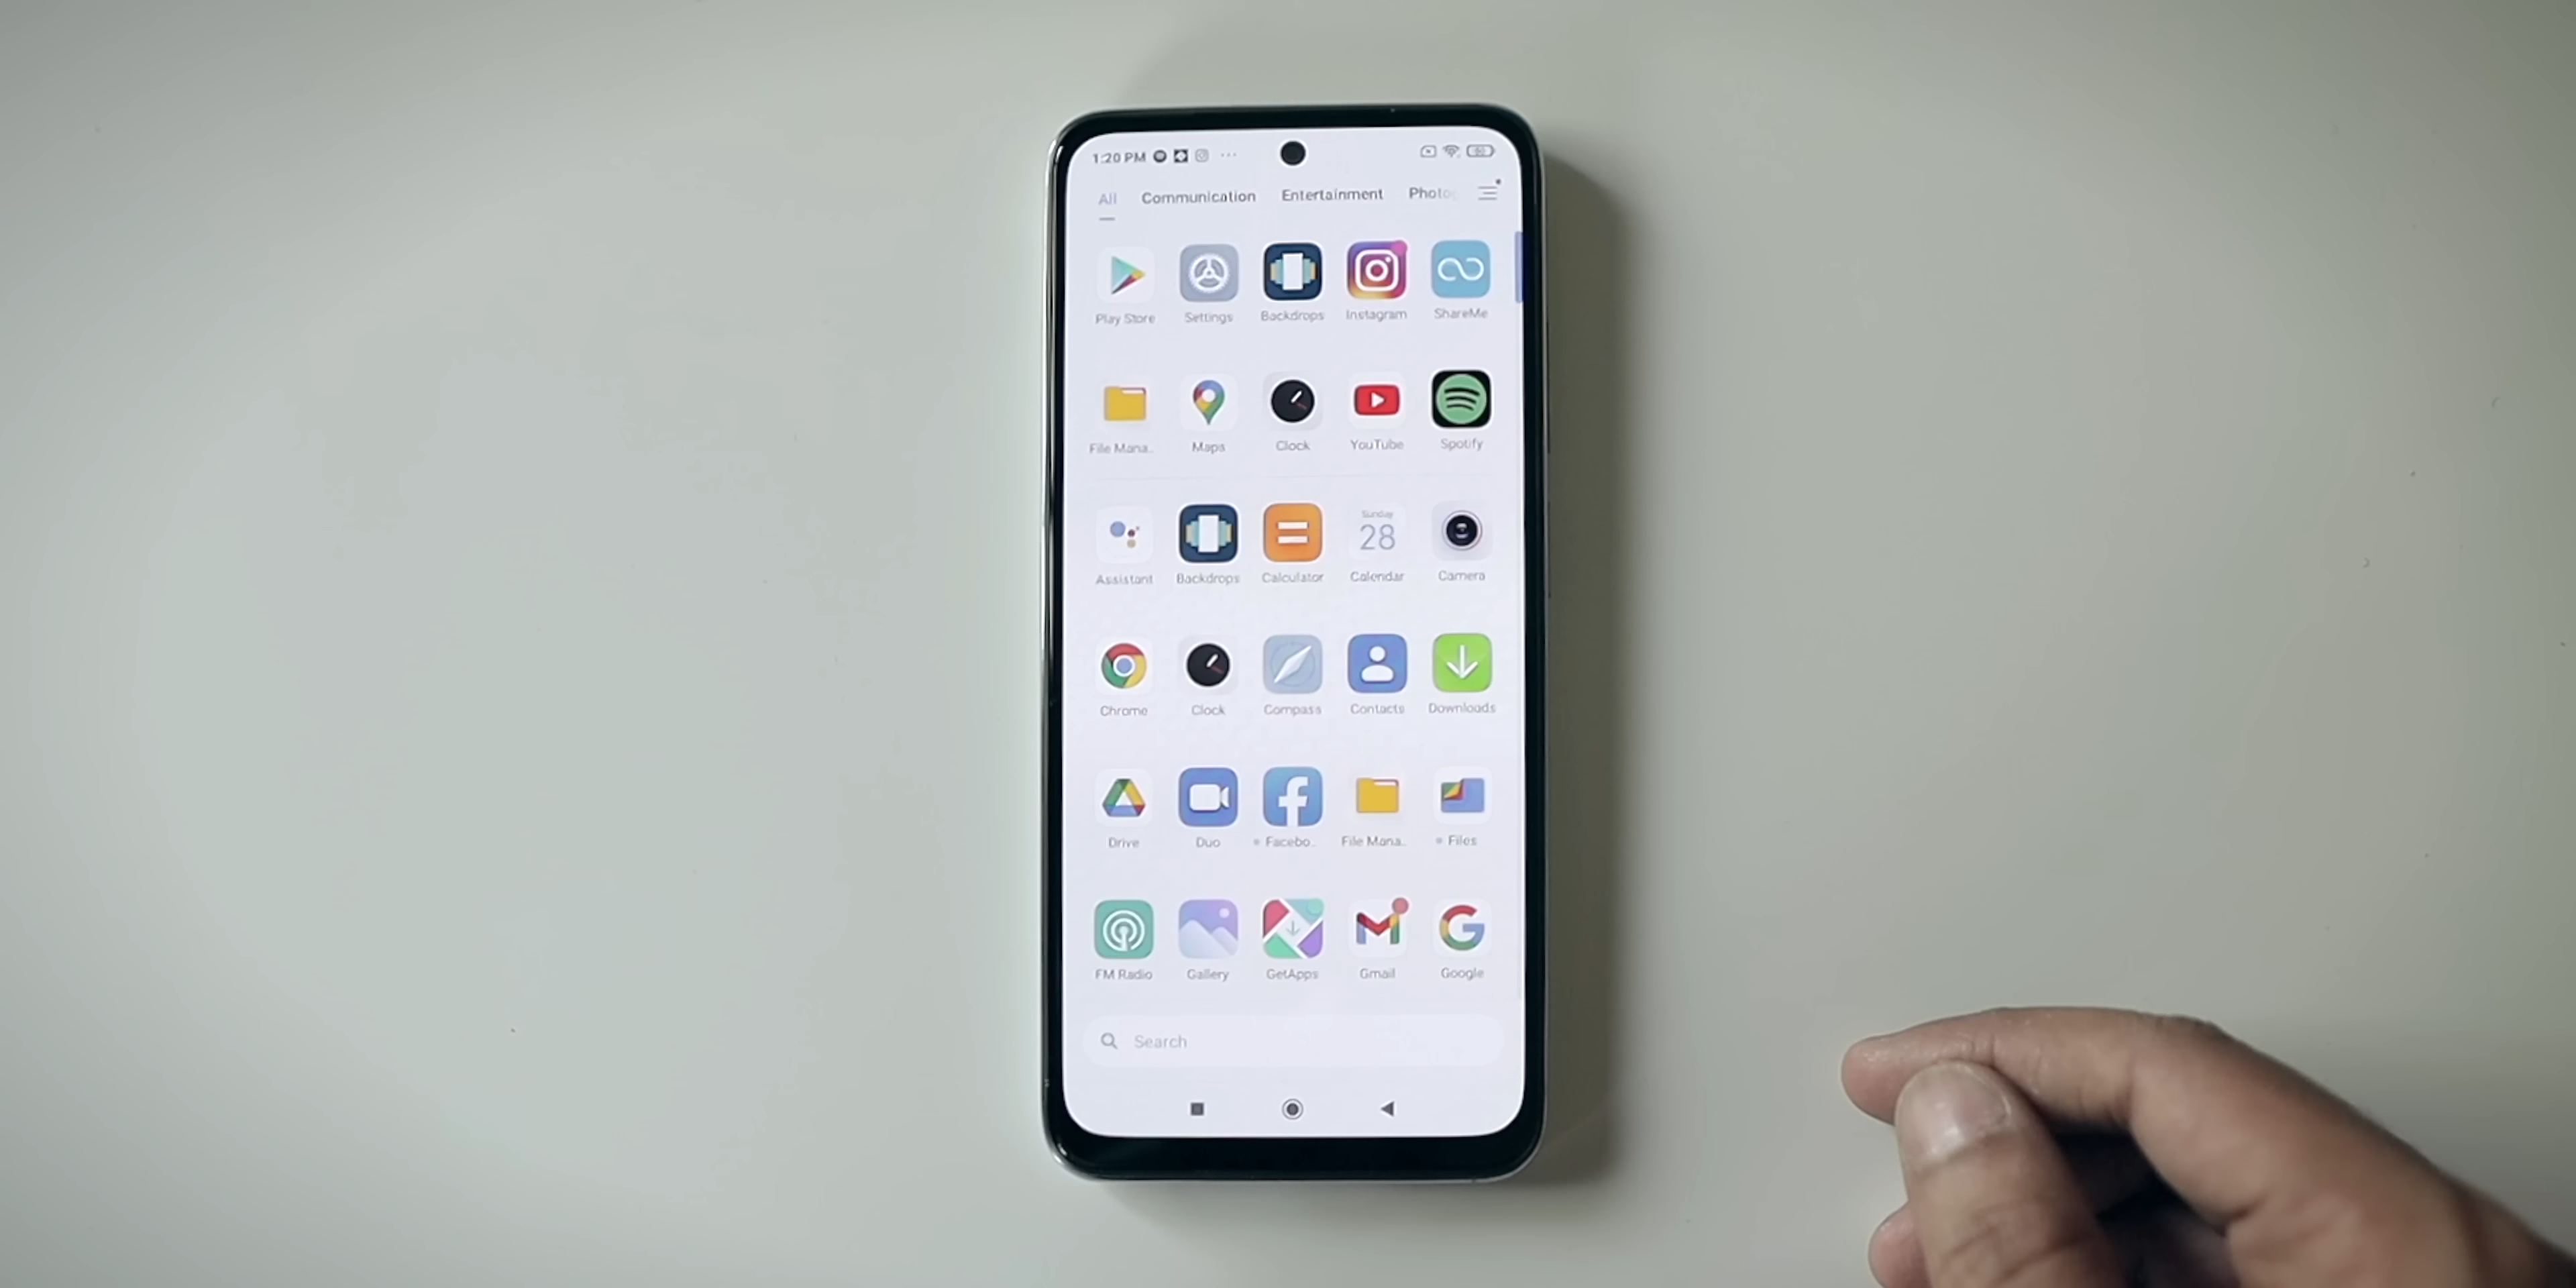 1:20 PM
All Communication Entertainment Photo
Play Store Settings Backdrops Instagram ShareMe
File Mana.. Maps Clock YouTube Spotify
Sunday
28
Assistant Backdrops Calculator Calendar Camera
Chrome Clock Compass Contacts Downloads
Drive Duo Facebo.. File Mana.. Files
FM Radio Gallery GetApps Gmail Google
Search